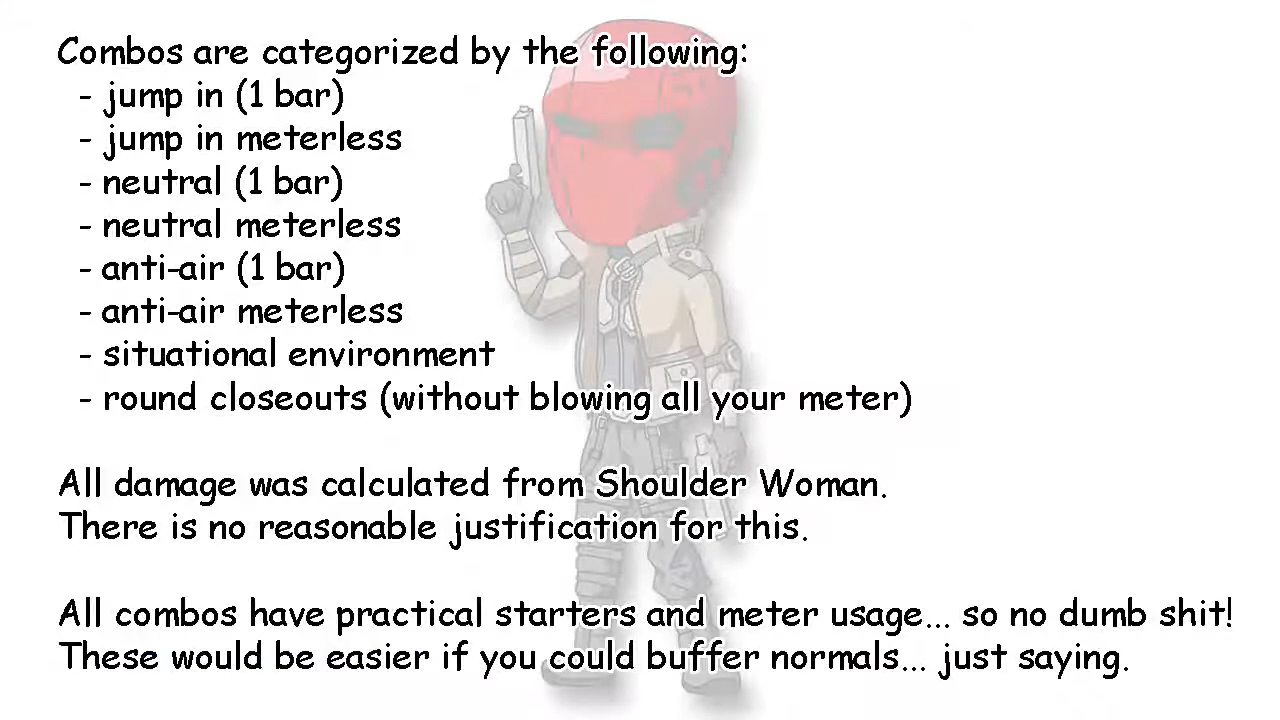 Combos are categorized by the following:
- jump in (1 bar)
- jump in meterless
- neutral (1 bar)
- neutral meterless
- anti-air (1 bar)
- anti-air meterless
- situational environment
- round closeouts (without blowing all your meter)
All damage was calculated from Shoulder Woman.
There is no reasonable justification for this.
All combos have practical starters and meter usage... so no dumb shit!
These would be easier if you could buffer normals... just saying.